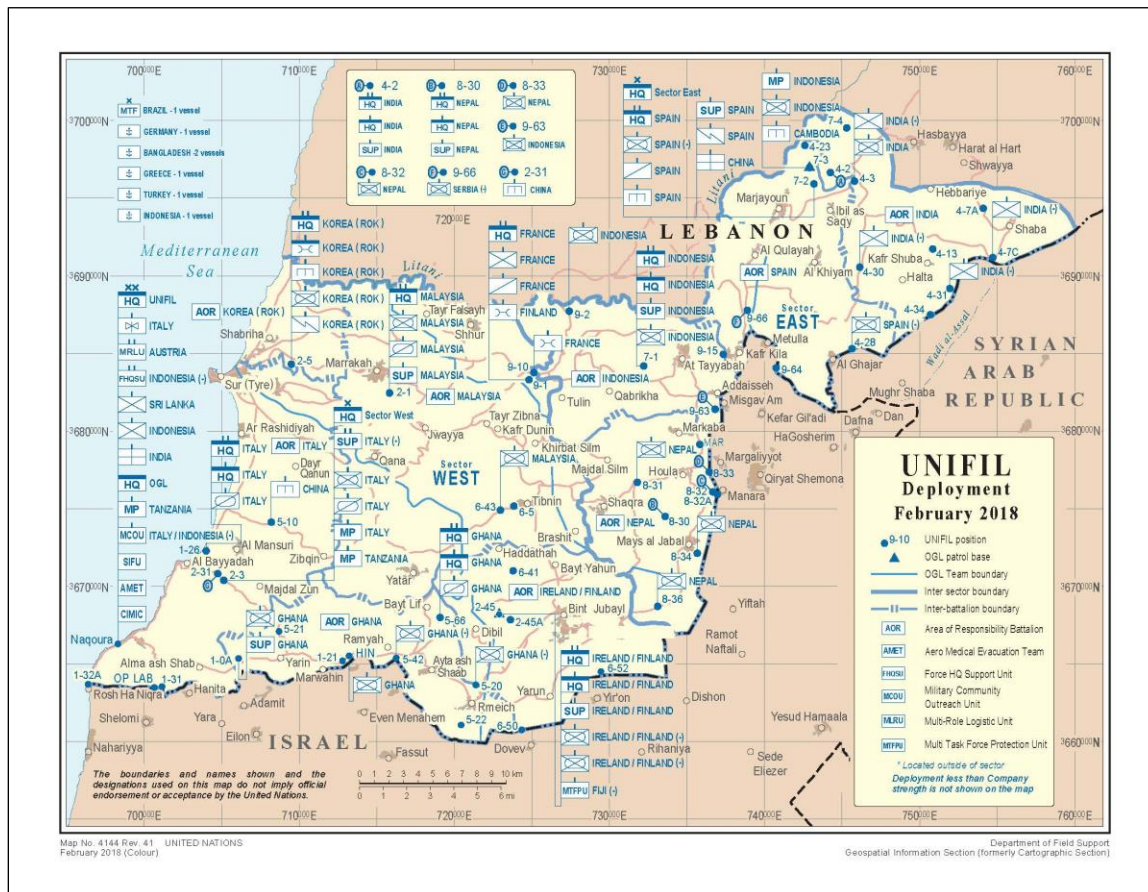 700000E
710000E
730000E
740000E
750000E
760000E
3700000N
3700000N
MTF BRAZIL - 1 vessel
GERMANY - 1 vessel
BANGLADESH -2 vessels
GREECE - 1 vessel
TURKEY - 1 vessel
INDONESIA - 1 vessel
A 4-2
HQ INDIA
HQ INDIA
SUP INDIA
B 8-30
HQ NEPAL
HQ NEPAL
SUP NEPAL
D 8-33
NEPAL
E 9-63
INDONESIA
C 8-32
NEPAL
F 9-66
SERBIA (-)
G 2-31
CHINA
HQ Sector East
HQ SPAIN
SPAIN (-)
SPAIN
SPAIN
SUP SPAIN
SPAIN
CHINA
MP INDONESIA
INDONESIA
CAMBODIA
7-4
4-23
7-3
7-2
4-2
4-3
INDIA (-)
INDIA
Hasbayya
Harat al Hart
Shwayya
Hebbariye
Litani
Marjayoun
Ibil as
Saqy
AOR INDIA
4-7A
INDIA (-)
Shaba
4-7C
720000E
LEBANON
Mediterranean
Sea
HQ KOREA ( ROK )
KOREA ( ROK )
KOREA ( ROK )
KOREA ( ROK )
KOREA ( ROK )
AOR KOREA ( ROK )
Litani
HQ FRANCE
FRANCE
FRANCE
FINLAND
INDONESIA
HQ INDONESIA
HQ INDONESIA
SUP INDONESIA
INDONESIA
Al Qulayah
Al Khiyam
AOR SPAIN
INDIA (-)
Kafr Shuba
4-13
Halta
INDIA (-)
4-30
4-31
4-34
3690000N
3690000N
HQ UNIFIL
ITALY
MRLU AUSTRIA
FHQSU INDONESIA (-)
SRI LANKA
INDONESIA
INDIA
HQ OGL
MP TANZANIA
MCOU ITALY/ INDONESIA (-)
SIFU
AMET
CIMIC
Shabriha
Sur (Tyre)
2-5
HQ MALAYSIA
MALAYSIA
MALAYSIA
SUP MALAYSIA
AOR MALAYSIA
Tayr Falsayh
Shhur
Marrakah
2-1
9-2
FRANCE
9-10
9-1
7-1
AOR INDONESIA
9-15
At Tayyabah
9-66
Sector
EAST
Metulla
Kafr Kila
9-64
SPAIN (-)
4-28
Al Ghajar
Wadi al-Assal
SYRIAN
ARAB
REPUBLIC
Mughr Shaba
Dan
Dafna
HaGosherim
Addaisseh
Misgav Am
Kefar Gil'adi
9-63
Tulin
Qabrikha
Markaba
3680000N
3680000N
HQ Sector West
SUP ITALY (-)
ITALY
ITALY
MP ITALY
MP TANZANIA
Ar Rashidiyah
AOR ITALY
HQ ITALY
HQ ITALY
ITALY
Dayr
Qanun
CHINA
Qana
Jwayya
Tayr Zibna
Kafr Dunin
Khirbat Silm
MALAYSIA
Majdal Silm
Sector
WEST
NEPAL
Houla
MAR
Margaliyyot
Qiryat Shemona
8-33
8-32
8-32A
Manara
NEPAL
8-31
8-30
Shaqra
AOR NEPAL
Mays al Jabal
8-34
NEPAL
8-36
6-43
6-5
Tibnin
Brashit
5-10
1-26
Al Mansuri
Al Bayyadh
2-31
2-3
Zibqin
Majdal Zun
HQ GHANA
HQ GHANA
GHANA
Haddathah
6-41
Bayt Yahun
AOR IRELAND / FINLAND
Yatar
2-45
2-45A
Bint Jubayl
3670000N
3670000N
Naqoura
GHANA
5-21
SUP GHANA
AOR GHANA
Bayt Lif
5-66
Dibil
GHANA (-)
GHANA (-)
Alma ash Shab
1-0A
Yarin
Ramyah
1-21
HIN
Marwahin
5-42
Ayta ash
Shaab
GHANA
5-20
Rmeich
Yarun
5-22
6-50
Dovev
1-32A
OP LAB
1-31
Rosh Ha Niqra
Hanita
Adamit
Shelomi
Yara
Eilon
Nahariyya
ISRAEL
Even Menahem
Fassut
HQ IRELAND / FINLAND
HQ IRELAND / FINLAND
SUP IRELAND / FINLAND
IRELAND / FINLAND (-)
IRELAND / FINLAND (-)
MTFPU FIJI (-)
6-52
Yir'on
Dishon
Rihaniya
Yiftah
Ramot
Naftali
Yesud Hamaala
Sede
Eliezer
3660000N
UNIFIL
Deployment
February 2018
9-10 UNIFIL position
OGL patrol base
OGL Team boundary
Inter sector boundary
Inter-battalion boundary
AOR Area of Responsibility Battalion
AMET Aero Medical Evacuation Team
FHQSU Force HQ Support Unit
MCOU Military Community
Outreach Unit
MLRU Multi-Role Logistic Unit
MTFPU Multi Task Force Protection Unit
* Located outside of sector
Deployment less than Company
strength is not shown on the map
The boundaries and names shown and the
designations used on this map do not imply official
endorsement or acceptance by the United Nations.
0 1 2 3 4 5 6 7 8 9 10 km
0 1 2 3 4 5 6 mi
700000E
710000E
720000E
730000E
740000E
750000E
760000E
Map No. 4144 Rev. 41 UNITED NATIONS
February 2018 (Colour)
Department of Field Support
Geospatial Information Section (formerly Cartographic Section)